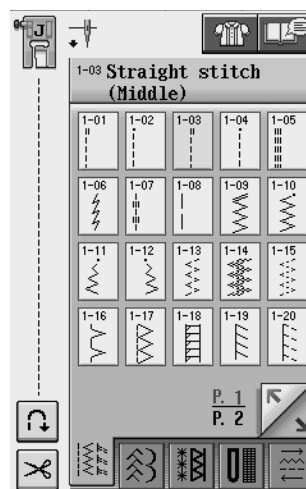 J
1-03 Straight stitch
(Middle)
1-01 1-02 1-03 1-04 1-05
1-06 1-07 1-08 1-09 1-10
1-11 1-12 1-13 1-14 1-15
1-16 1-17 1-18 1-19 1-20
P. 1
P. 2